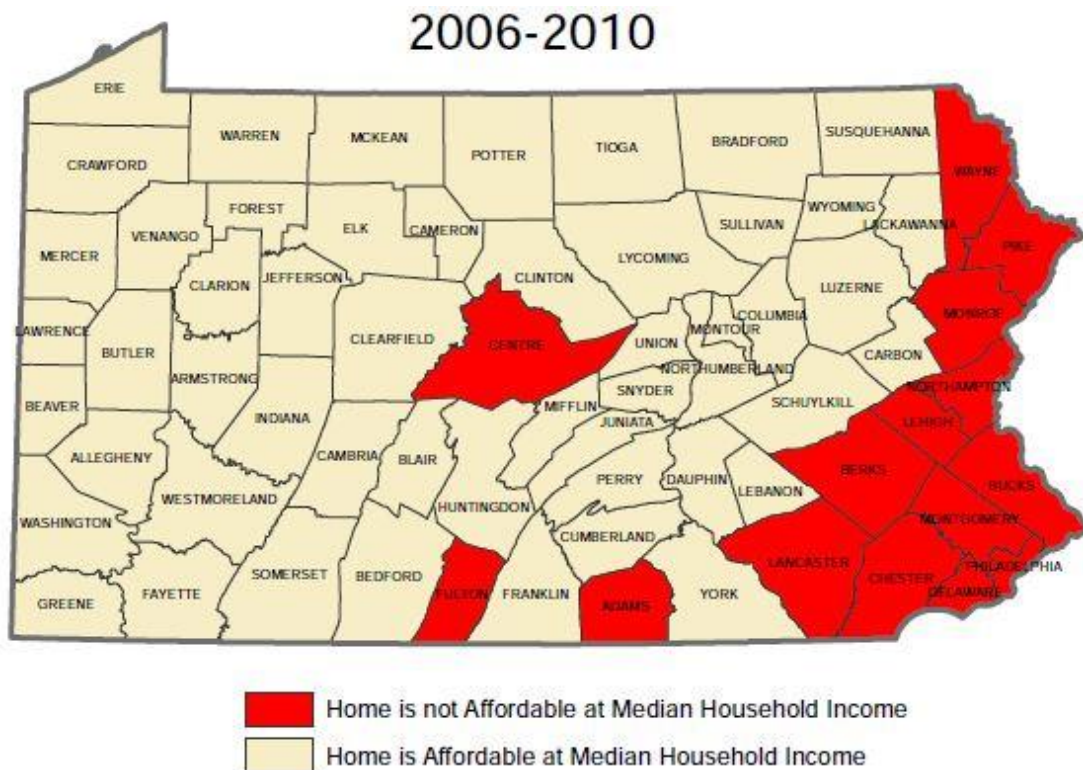 2006-2010
ERIE
WARREN
MCKEAN
POTTER
TIOGA
BRADFORD
SUSQUEHANNA
WAYNE
CRAWFORD
FOREST
ELK
CAMERON
SULLIVAN
WYOMING
LACKAWANNA
PIKE
MERCER
VENANGO
CLARION
JEFFERSON
CLINTON
LYCOMING
LUZERNE
MONROE
LAWRENCE
BUTLER
ARMSTRONG
CLEARFIELD
CENTRE
UNION
MONTOUR
COLUMBIA
CARBON
NORTHUMBERLAND
NORTHAMPTON
BEAVER
INDIANA
MIFFLIN
SNYDER
SCHUYLKILL
LEHIGH
ALLEGHENY
CAMBRIA
BLAIR
JUNIATA
BERKS
BUCKS
WESTMORELAND
HUNTINGDON
PERRY
DAUPHIN
LEBANON
MONTGOMERY
WASHINGTON
CUMBERLAND
LANCASTER
PHILADELPHIA
GREENE
FAYETTE
SOMERSET
BEDFORD
FULTON
FRANKLIN
ADAMS
YORK
CHESTER
DELAWARE
Home is not Affordable at Median Household Income
Home is Affordable at Median Household Income